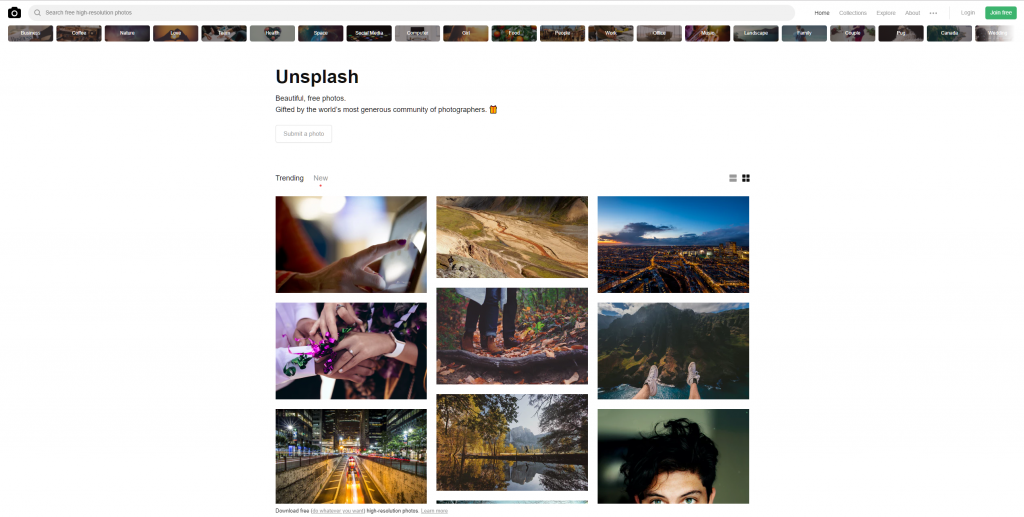 Search free high-resolution photos
Home Collections Explore About Login Join free
Business Coffee Nature Love Health Space Social Media Computer Girl Food People Work Office Music Landscape Family Couple Pug Canada Wedding
Unsplash
Beautiful, free photos.
Gifted by the world's most generous community of photographers.
Submit a photo
Trending New
Download free (do whatever you want) high-resolution photos. Learn more